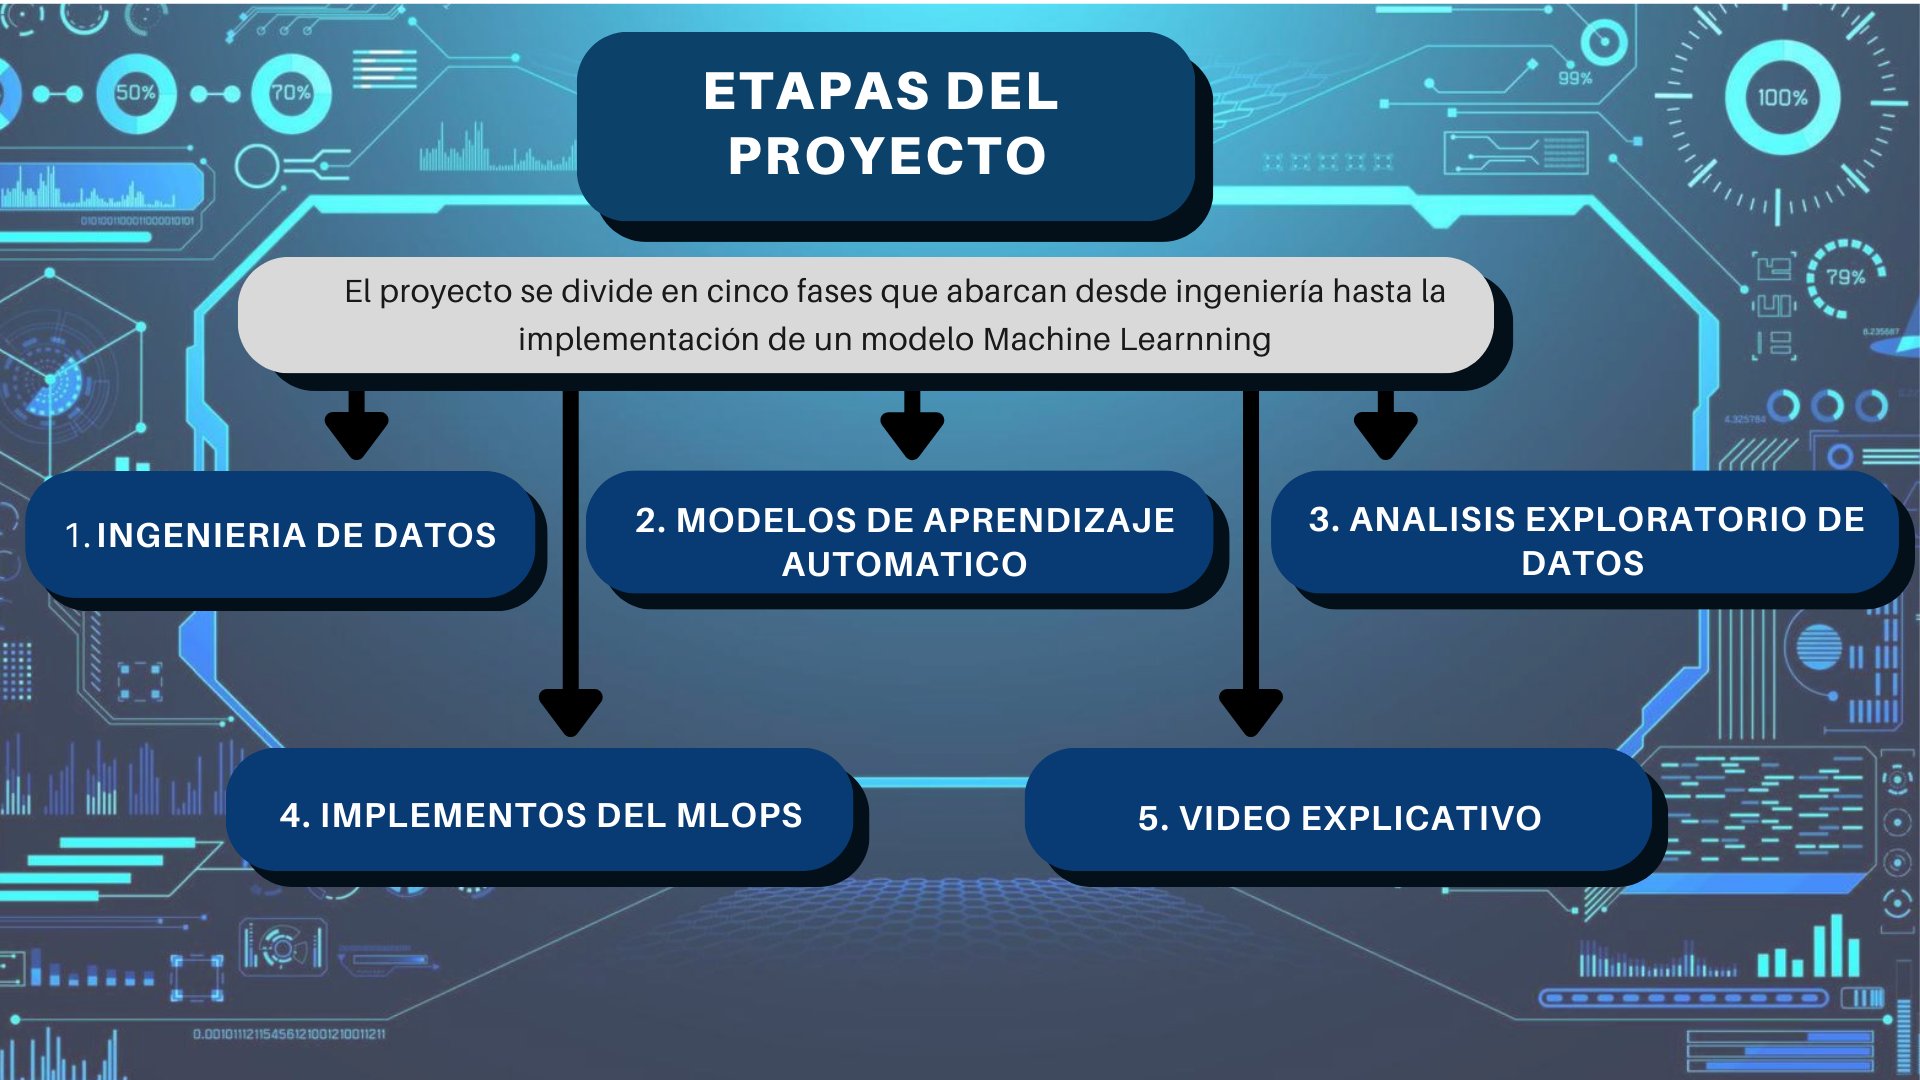 ETAPAS DEL
PROYECTO
El proyecto se divide en cinco fases que abarcan desde ingeniería hasta la
implementación de un modelo Machine Learnning
1. INGENIERIA DE DATOS
2. MODELOS DE APRENDIZAJE
AUTOMATICO
3. ANALISIS EXPLORATORIO DE
DATOS
4. IMPLEMENTOS DEL MLOPS
5. VIDEO EXPLICATIVO
50%
70%
99%
100%
79%